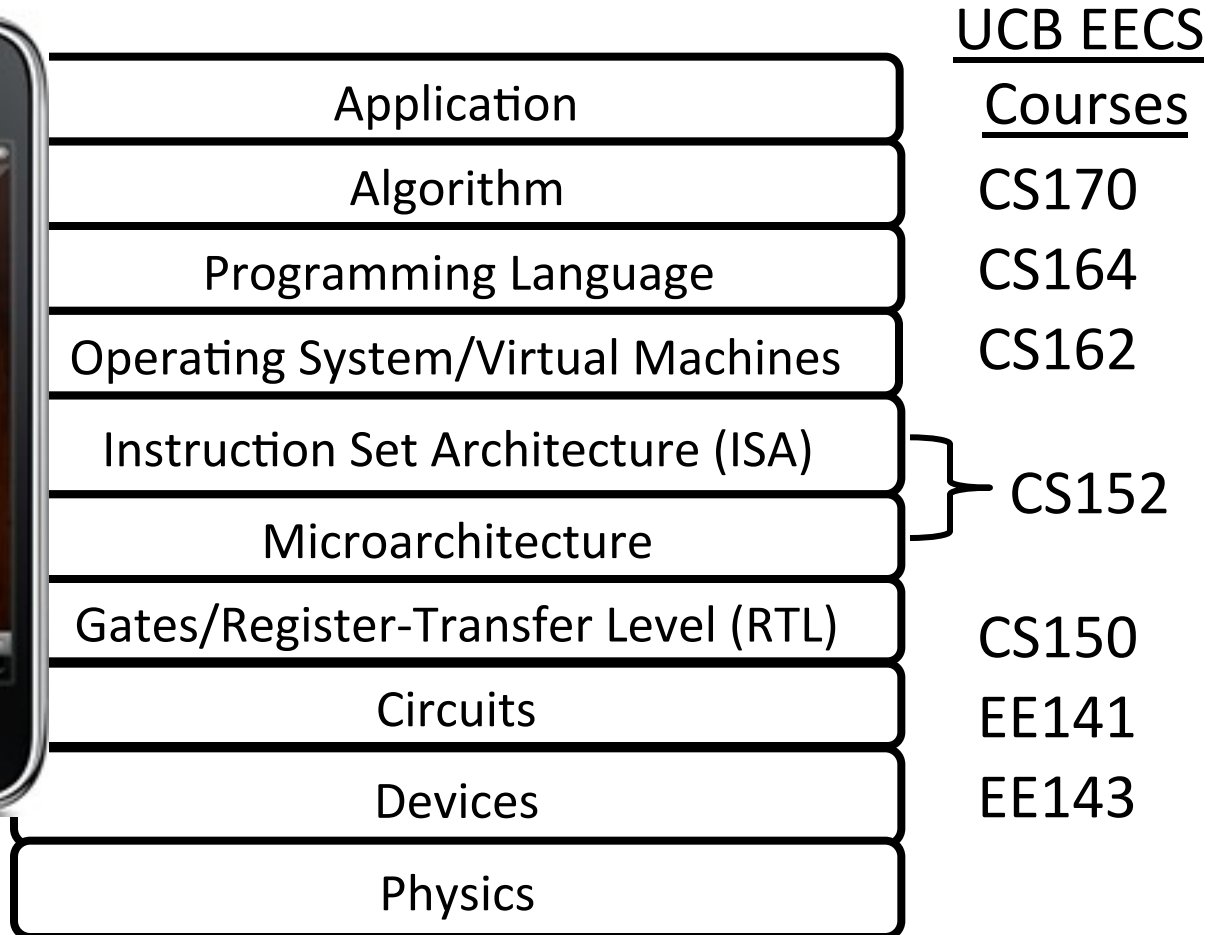 UCB EECS
Courses
Application
Algorithm
CS170
Programming Language
CS164
Operating System/Virtual Machines
CS162
Instruction Set Architecture (ISA)
CS152
Microarchitecture
Gates/Register-Transfer Level (RTL)
CS150
Circuits
EE141
Devices
EE143
Physics